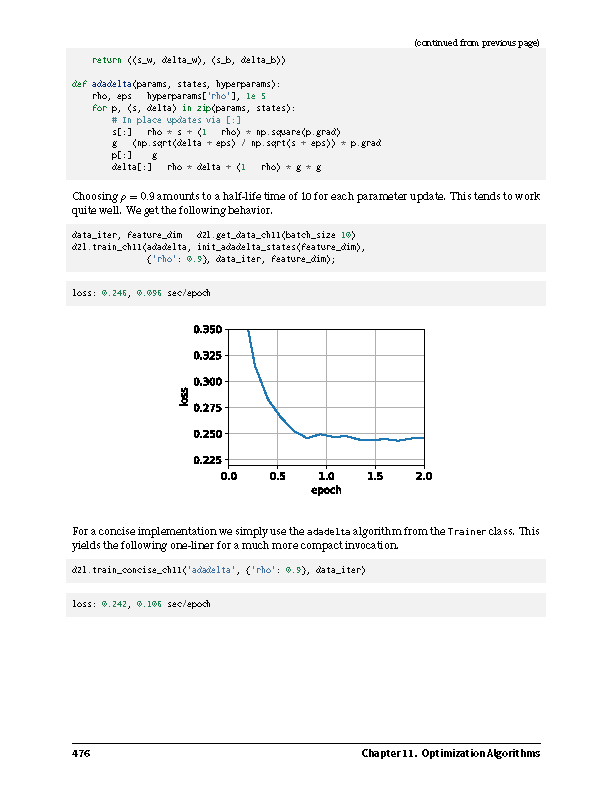 (continued from previous page)
return ((s_w, delta_w), (s_b, delta_b))
def adadelta(params, states, hyperparams):
rho, eps hyperparams['rho'], 1e 5
for p, (s, delta) in zip(params, states):
# In place updates via [:]
s[:] rho * s + (1 rho) * np.square(p.grad)
g (np.sqrt(delta + eps) / np.sqrt(s + eps)) * p.grad
p[:] g
delta[:] rho * delta + (1 rho) * g * g
Choosing ρ = 0.9 amounts to a half-life time of 10 for each parameter update. This tends to work
quite well. We get the following behavior.
data_iter, feature_dim d2l.get_data_ch11(batch_size 10)
d2l.train_ch11(adadelta, init_adadelta_states(feature_dim),
{'rho': 0.9}, data_iter, feature_dim);
loss: 0.246, 0.096 sec/epoch
0.350
0.325
0.300
0.275
0.250
0.225
loss
0.0 0.5 1.0 1.5 2.0
epoch
For a concise implementation we simply use the adadelta algorithm from the Trainer class. This
yields the following one-liner for a much more compact invocation.
d2l.train_concise_ch11('adadelta', {'rho': 0.9}, data_iter)
loss: 0.242, 0.106 sec/epoch
476 Chapter 11. Optimization Algorithms